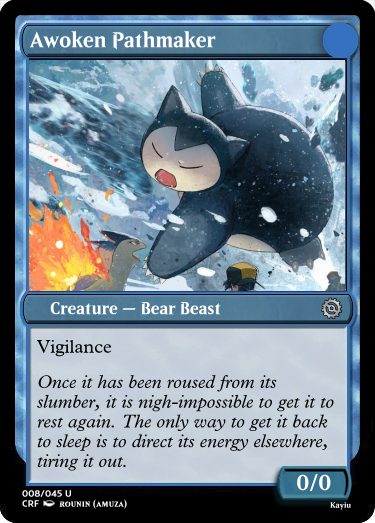 Awoken Pathmaker
Creature — Bear Beast
Vigilance
Once it has been roused from its
slumber, it is nigh-impossible to get it to
rest again. The only way to get it back
to sleep is to direct its energy elsewhere,
tiring it out.
0/0
008/045 U
CRF ROUNIN (AMUZA)
Kayiu